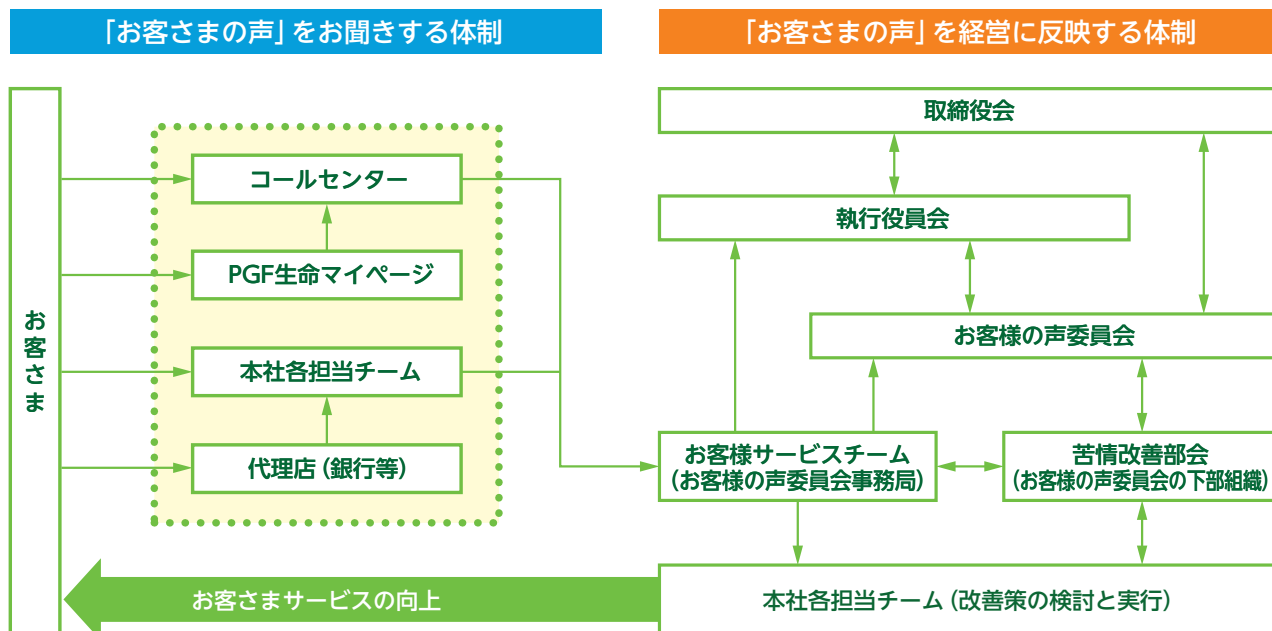 「お客さまの声」をお聞きする体制
お客さま
コールセンター
PGF生命マイページ
本社各担当チーム
代理店（銀行等）
「お客さまの声」を経営に反映する体制
取締役会
執行役員会
お客様の声委員会
お客様サービスチーム
（お客様の声委員会事務局）
苦情改善部会
（お客様の声委員会の下部組織）
本社各担当チーム（改善策の検討と実行）
お客さまサービスの向上